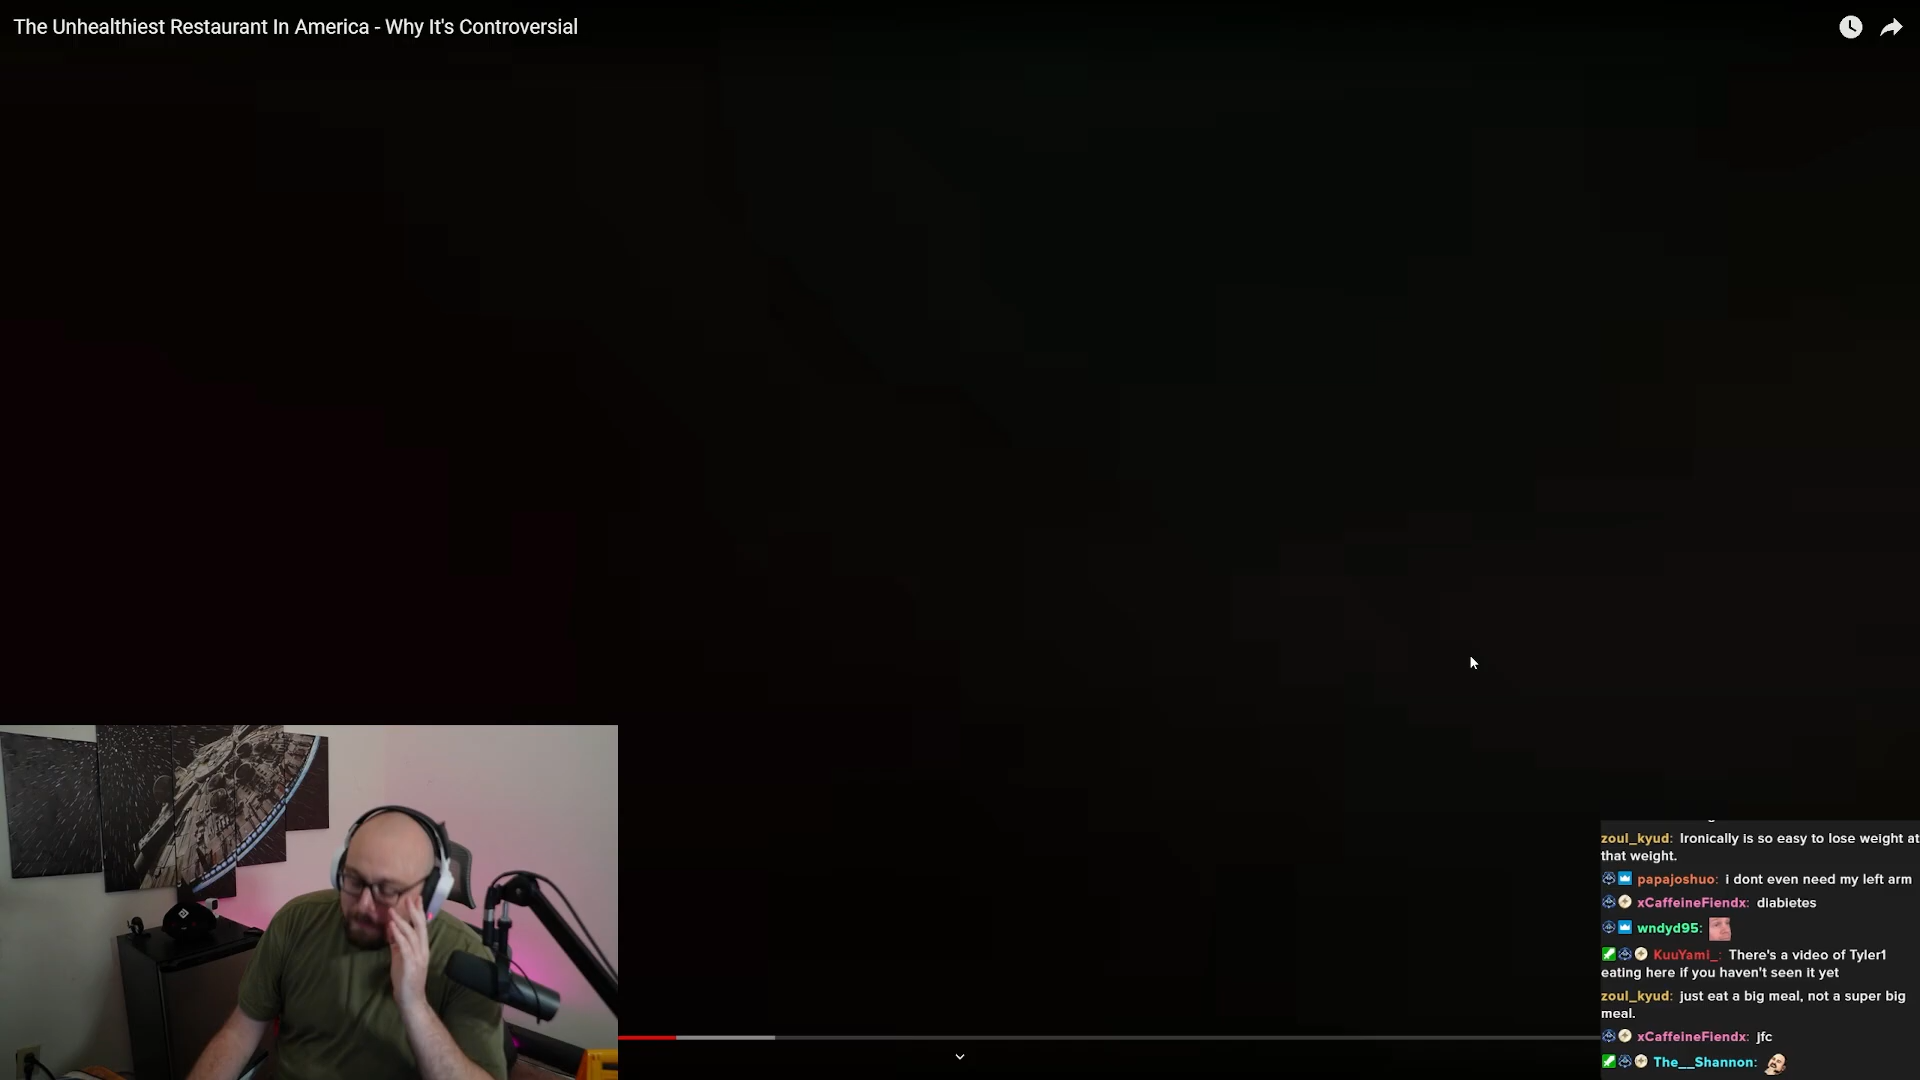 The Unhealthiest Restaurant In America - Why It's Controversial
zoul_kyud: Ironically is so easy to lose weight at
that weight.
papajoshuo: i dont even need my left arm
xCaffeineFiendx: diabietes
wndyd95:
KuuYami_: There's a video of Tyler1
eating here if you haven't seen it yet
zoul_kyud: just eat a big meal, not a super big
meal.
xCaffeineFiendx: jfc
The__Shannon: